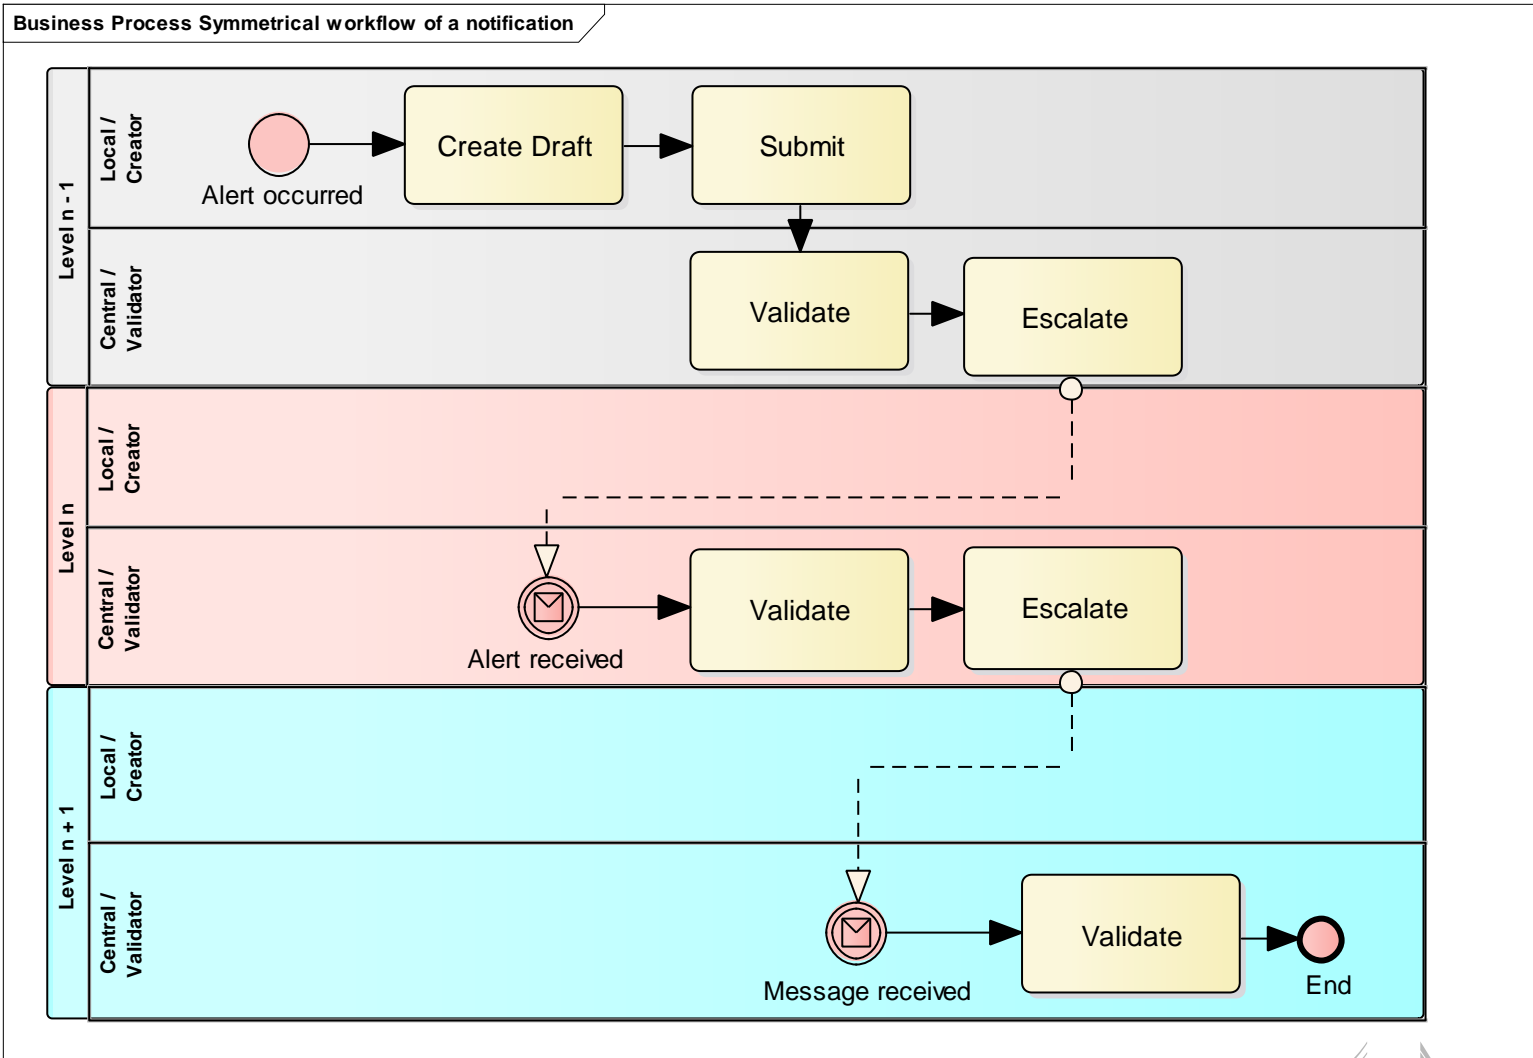 Business Process Symmetrical workflow of a notification
Level n - 1
Local /
Creator
Alert occurred
Create Draft
Submit
Central /
Validator
Validate
Escalate
Level n
Local /
Creator
Central /
Validator
Alert received
Validate
Escalate
Level n + 1
Local /
Creator
Central /
Validator
Message received
Validate
End